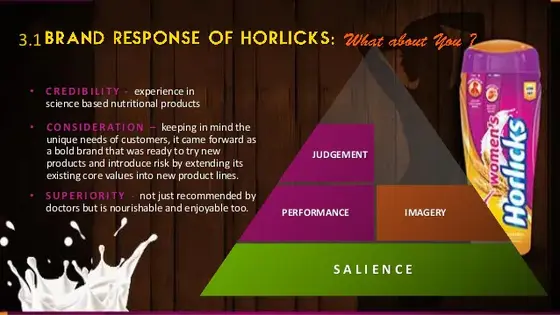 3.1 BRAND RESPONSE OF HORLICKS: What about You ?
• CREDIBILITY - experience in
science based nutritional products
• CONSIDERATION – keeping in mind the
unique needs of customers, it came forward as
a bold brand that was ready to try new
products and introduce risk by extending its
existing core values into new product lines.
• SUPERIORITY - not just recommended by
doctors but is nourishable and enjoyable too.
JUDGEMENT
PERFORMANCE
IMAGERY
SALIENCE
women's
Horlicks